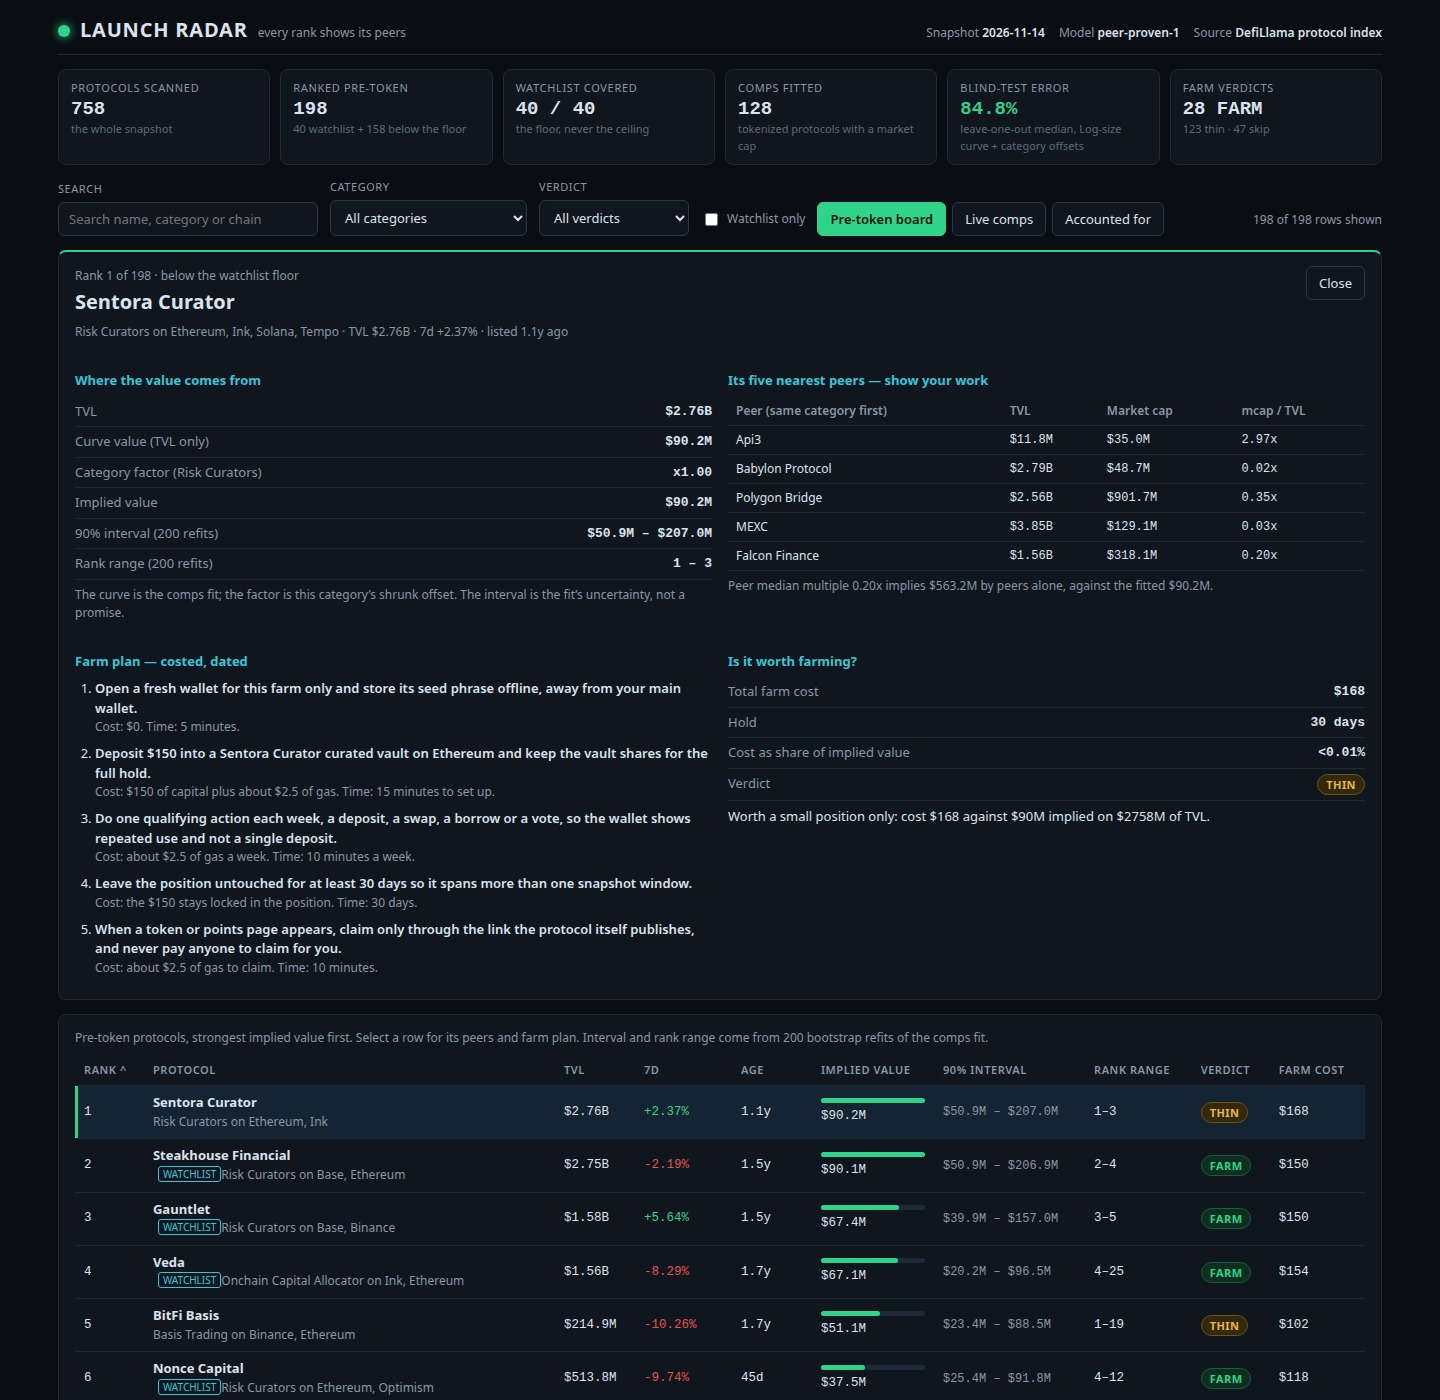 LAUNCH RADAR every rank shows its peers
Snapshot 2026-11-14 Model peer-proven-1 Source DefiLlama protocol index
PROTOCOLS SCANNED
758
the whole snapshot
RANKED PRE-TOKEN
198
40 watchlist + 158 below the floor
WATCHLIST COVERED
40 / 40
the floor, never the ceiling
COMPS FITTED
128
tokenized protocols with a market
cap
BLIND-TEST ERROR
84.8%
leave-one-out median, Log-size
curve + category offsets
FARM VERDICTS
28 FARM
123 thin · 47 skip
SEARCH
Search name, category or chain
CATEGORY
All categories
VERDICT
All verdicts
Watchlist only
Pre-token board
Live comps
Accounted for
198 of 198 rows shown
Rank 1 of 198 · below the watchlist floor
Sentora Curator
Risk Curators on Ethereum, Ink, Solana, Tempo · TVL $2.76B · 7d +2.37% · listed 1.1y ago
Close
Where the value comes from
TVL $2.76B
Curve value (TVL only) $90.2M
Category factor (Risk Curators) x1.00
Implied value $90.2M
90% interval (200 refits) $50.9M – $207.0M
Rank range (200 refits) 1 – 3
The curve is the comps fit; the factor is this category's shrunk offset. The interval is the fit's uncertainty, not a
promise.
Its five nearest peers — show your work
Peer (same category first) TVL Market cap mcap / TVL
Api3 $11.8M $35.0M 2.97x
Babylon Protocol $2.79B $48.7M 0.02x
Polygon Bridge $2.56B $901.7M 0.35x
MEXC $3.85B $129.1M 0.03x
Falcon Finance $1.56B $318.1M 0.20x
Peer median multiple 0.20x implies $563.2M by peers alone, against the fitted $90.2M.
Farm plan — costed, dated
1. Open a fresh wallet for this farm only and store its seed phrase offline, away from your main
wallet.
Cost: $0. Time: 5 minutes.
2. Deposit $150 into a Sentora Curator curated vault on Ethereum and keep the vault shares for the
full hold.
Cost: $150 of capital plus about $2.5 of gas. Time: 15 minutes to set up.
3. Do one qualifying action each week, a deposit, a swap, a borrow or a vote, so the wallet shows
repeated use and not a single deposit.
Cost: about $2.5 of gas a week. Time: 10 minutes a week.
4. Leave the position untouched for at least 30 days so it spans more than one snapshot window.
Cost: the $150 stays locked in the position. Time: 30 days.
5. When a token or points page appears, claim only through the link the protocol itself publishes,
and never pay anyone to claim for you.
Cost: about $2.5 of gas to claim. Time: 10 minutes.
Is it worth farming?
Total farm cost $168
Hold 30 days
Cost as share of implied value <0.01%
Verdict THIN
Worth a small position only: cost $168 against $90M implied on $2758M of TVL.
Pre-token protocols, strongest implied value first. Select a row for its peers and farm plan. Interval and rank range come from 200 bootstrap refits of the comps fit.
RANK ^ PROTOCOL TVL 7D AGE IMPLIED VALUE 90% INTERVAL RANK RANGE VERDICT FARM COST
1 Sentora Curator $2.76B +2.37% 1.1y $90.2M $50.9M – $207.0M 1–3 THIN $168
Risk Curators on Ethereum, Ink
2 Steakhouse Financial $2.75B -2.19% 1.5y $90.1M $50.9M – $206.9M 2–4 FARM $150
WATCHLIST Risk Curators on Base, Ethereum
3 Gauntlet $1.58B +5.64% 1.5y $67.4M $39.9M – $157.0M 3–5 FARM $150
WATCHLIST Risk Curators on Base, Binance
4 Veda $1.56B -8.29% 1.7y $67.1M $20.2M – $96.5M 4–25 FARM $154
WATCHLIST Onchain Capital Allocator on Ink, Ethereum
5 BitFi Basis $214.9M -10.26% 1.7y $51.1M $23.4M – $88.5M 1–19 THIN $102
Basis Trading on Binance, Ethereum
6 Nonce Capital $513.8M -9.74% 45d $37.5M $25.4M – $91.8M 4–12 FARM $118
WATCHLIST Risk Curators on Ethereum, Optimism